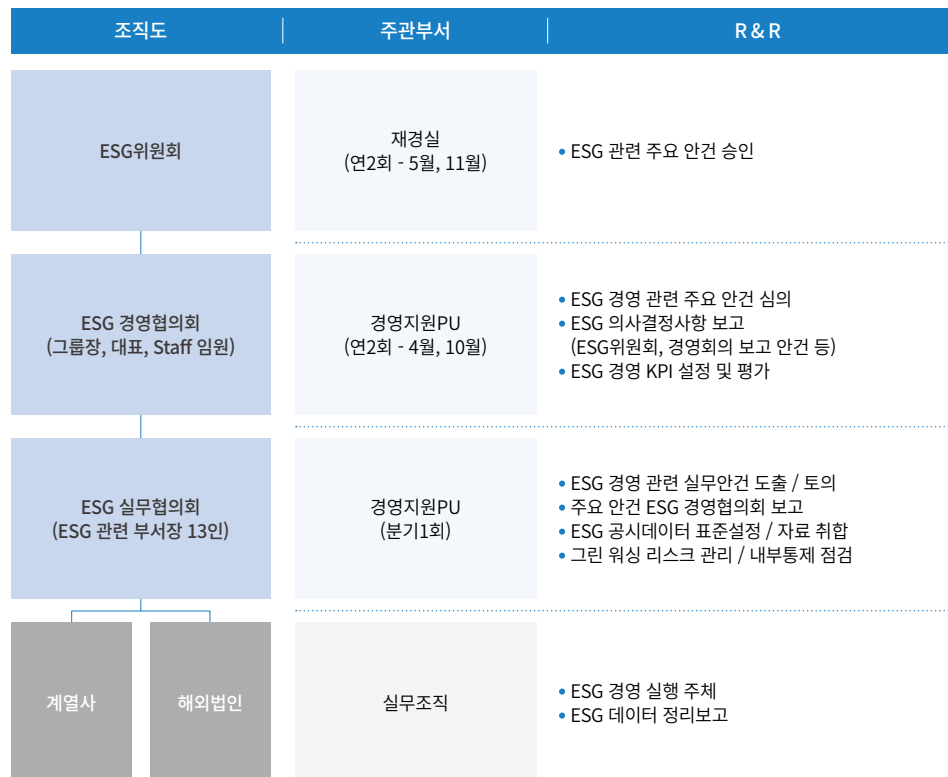 조직도
주관부서
R & R
ESG위원회
재경실
(연2회 - 5월, 11월)
• ESG 관련 주요 안건 승인
ESG 경영협의회
(그룹장, 대표, Staff 임원)
경영지원PU
(연2회 - 4월, 10월)
• ESG 경영 관련 주요 안건 심의
• ESG 의사결정사항 보고
(ESG위원회, 경영회의 보고 안건 등)
• ESG 경영 KPI 설정 및 평가
ESG 실무협의회
(ESG 관련 부서장 13인)
경영지원PU
(분기1회)
• ESG 경영 관련 실무안건 도출 / 토의
• 주요 안건 ESG 경영협의회 보고
• ESG 공시데이터 표준설정 / 자료 취합
• 그린 워싱 리스크 관리 / 내부통제 점검
계열사
해외법인
실무조직
• ESG 경영 실행 주체
• ESG 데이터 정리보고